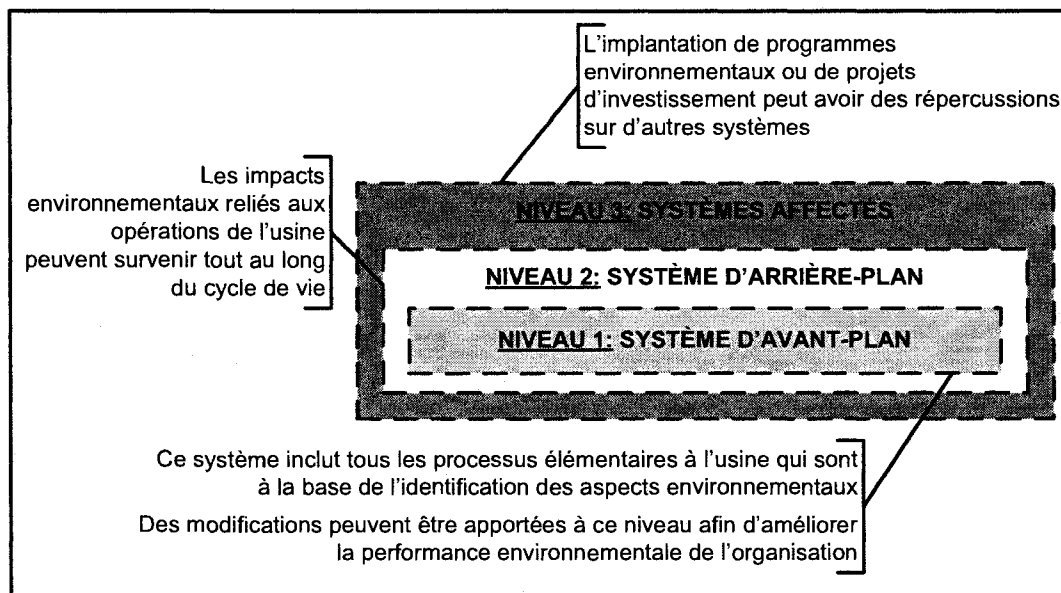 L'implantation de programmes
environnementaux ou de projets
d'investissement peut avoir des répercussions
sur d'autres systèmes
Les impacts
environnementaux reliés aux
opérations de l'usine
peuvent survenir tout au long
du cycle de vie
NIVEAU 3: SYSTÈMES AFFECTÉS
NIVEAU 2: SYSTÈME D'ARRIÈRE-PLAN
NIVEAU 1: SYSTÈME D'AVANT-PLAN
Ce système inclut tous les processus élémentaires à l'usine qui sont
à la base de l'identification des aspects environnementaux
Des modifications peuvent être apportées à ce niveau afin d'améliorer
la performance environnementale de l'organisation